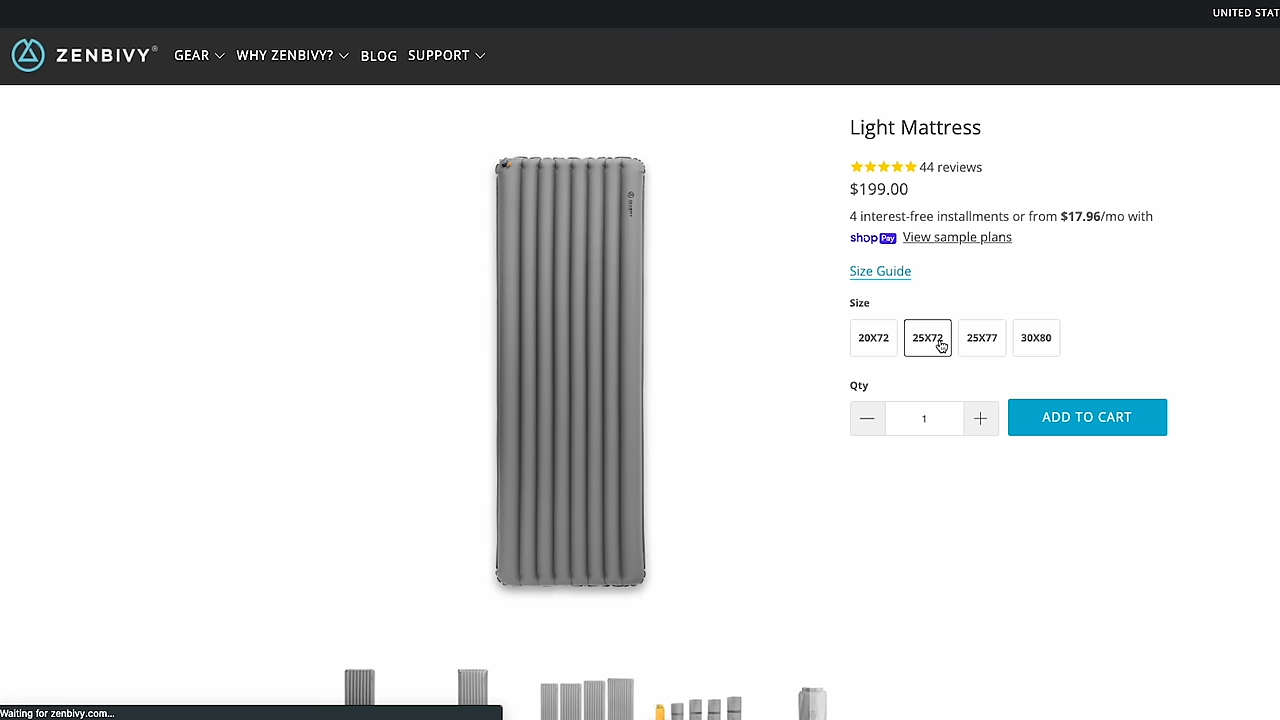 UNITED STAT
ZENBIVY® GEAR WHY ZENBIVY? BLOG SUPPORT
Light Mattress
44 reviews
$199.00
4 interest-free installments or from $17.96/mo with
shop Pay View sample plans
Size Guide
Size
20X72 25X72 25X77 30X80
Qty
1 ADD TO CART
Waiting for zenbivy.com...